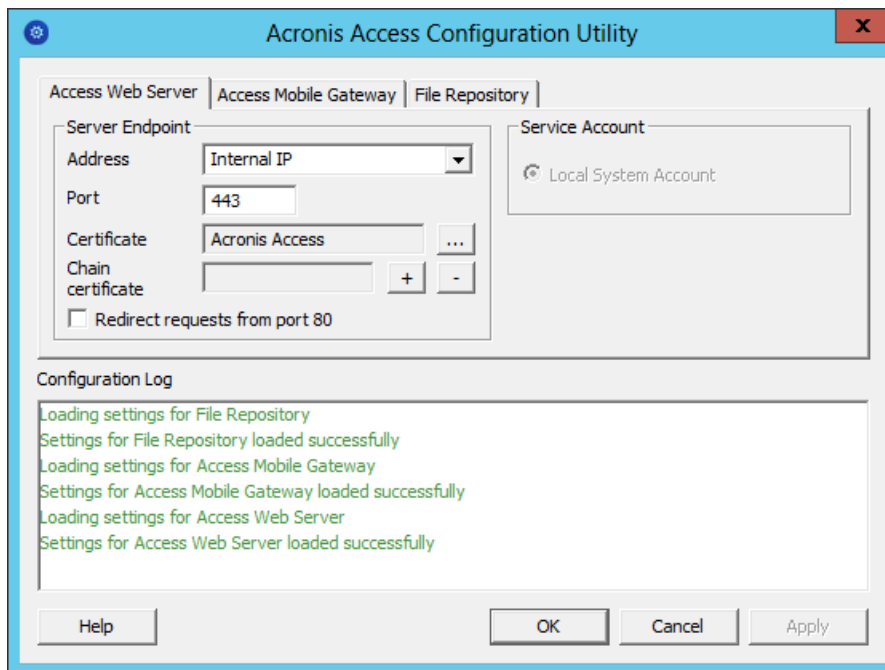 Acronis Access Configuration Utility
x
Access Web Server
Access Mobile Gateway
File Repository
Server Endpoint
Address
Internal IP
Port
443
Certificate
Acronis Access
...
Chain
certificate
+
-
Redirect requests from port 80
Service Account
Local System Account
Configuration Log
Loading settings for File Repository
Settings for File Repository loaded successfully
Loading settings for Access Mobile Gateway
Settings for Access Mobile Gateway loaded successfully
Loading settings for Access Web Server
Settings for Access Web Server loaded successfully
Help
OK
Cancel
Apply